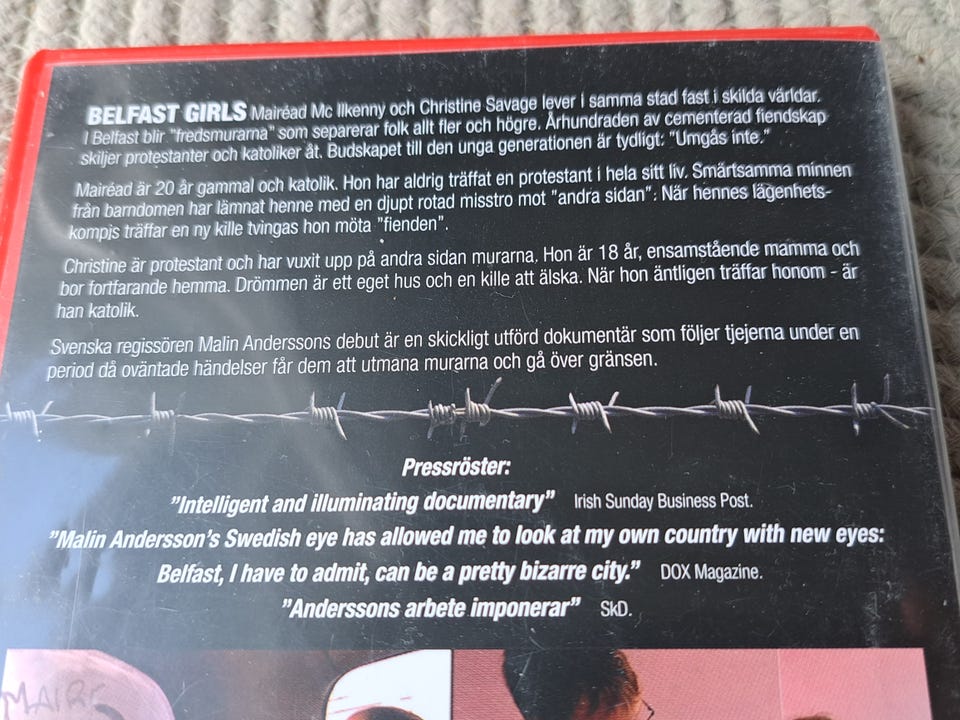 BELFAST GIRLS Mairéad Mc Ilkenny och Christine Savage lever i samma stad fast i skilda världar.
I Belfast blir "fredsmurarna" som separerar folk allt fler och högre. Århundraden av cementerad fiendskap
skiljer protestanter och katoliker åt. Budskapet till den unga generationen är tydligt: "Umgås inte."
Mairéad är 20 år gammal och katolik. Hon har aldrig träffat en protestant i hela sitt liv. Smärtsamma minnen
från barndomen har lämnat henne med en djupt rotad misstro mot "andra sidan": När hennes lägenhets-
kompis träffar en ny kille tvingas hon möta "fienden".
Christine är protestant och har vuxit upp på andra sidan murarna. Hon är 18 år, ensamstående mamma och
bor fortfarande hemma. Drömmen är ett eget hus och en kille att älska. När hon äntligen träffar honom - är
han katolik.
Svenska regissören Malin Anderssons debut är en skickligt utförd dokumentär som följer tjejerna under en
period då oväntade händelser får dem att utmana murarna och gå över gränsen.
Pressröster:
"Intelligent and illuminating documentary" Irish Sunday Business Post.
"Malin Andersson's Swedish eye has allowed me to look at my own country with new eyes:
Belfast, I have to admit, can be a pretty bizarre city." DOX Magazine.
"Anderssons arbete imponerar" SkD.
MAIRE